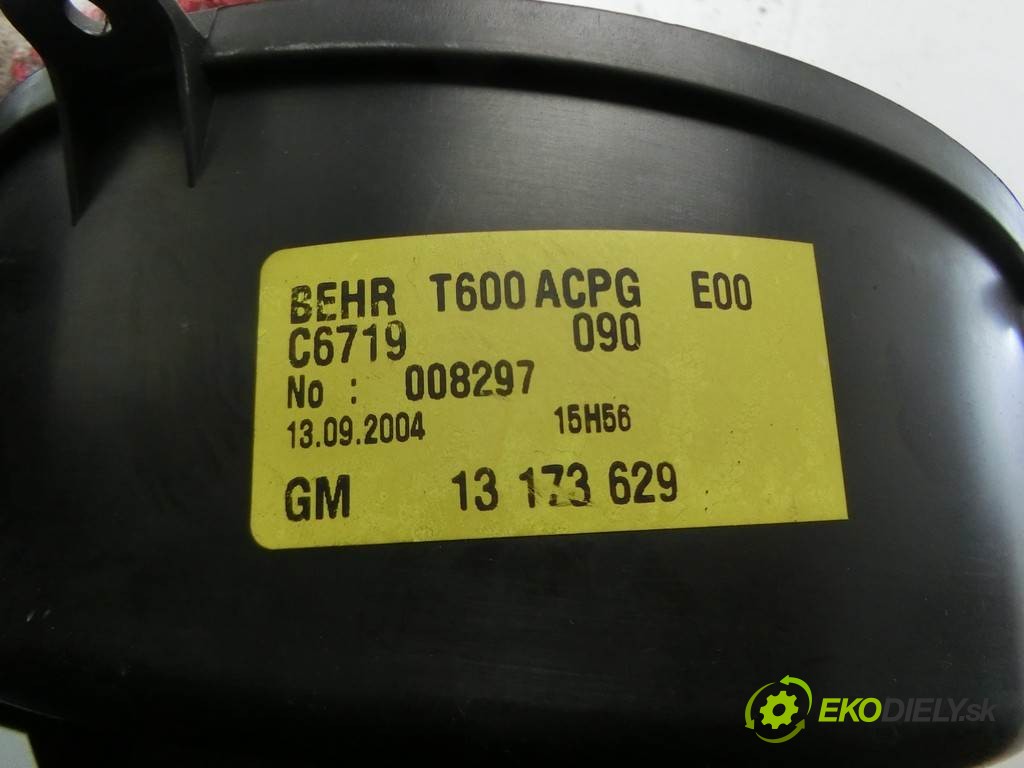 BEHR T600 ACPG E00
C6719 090
No : 008297
13.09.2004 15H56
GM 13 173 629
EKODIELY.sk